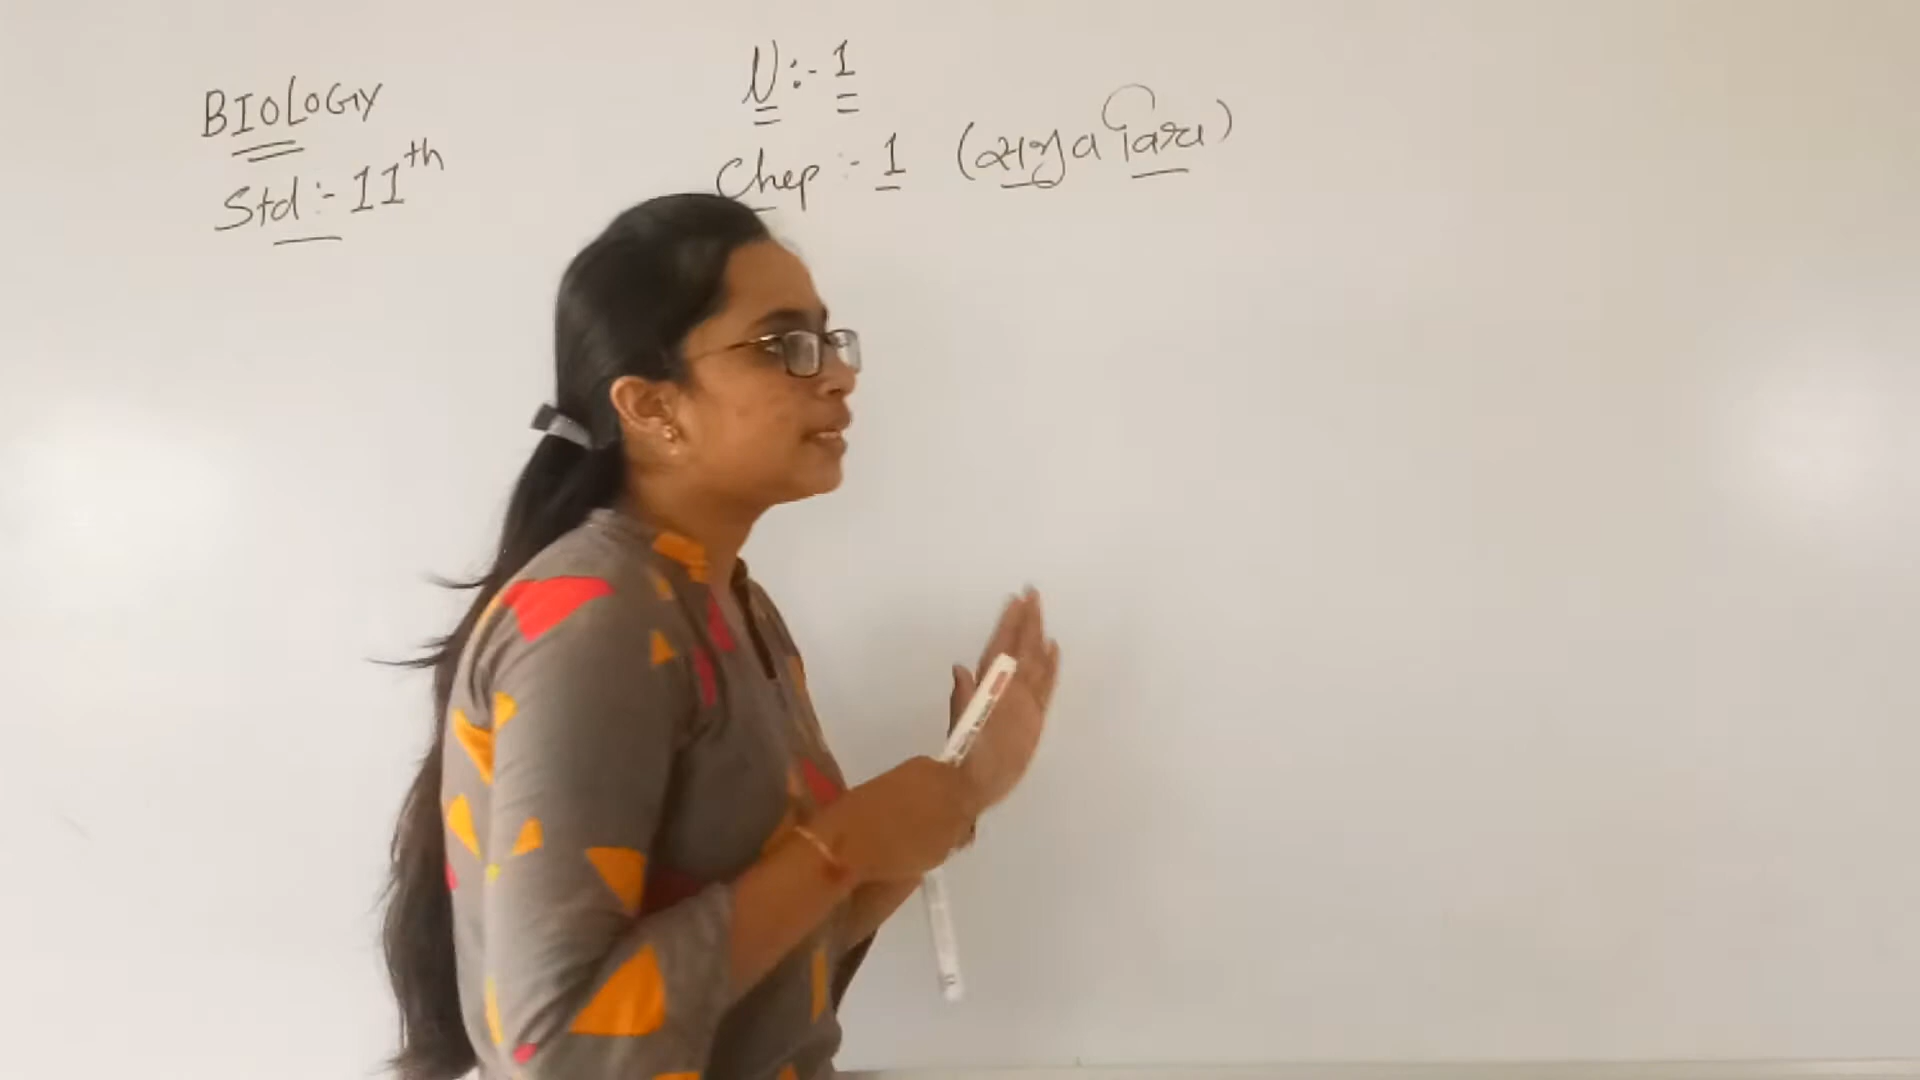 BIOLOGY
Std :- 11th
U :- 1
Chep :- 1 (સજીવ વિશ્વ)